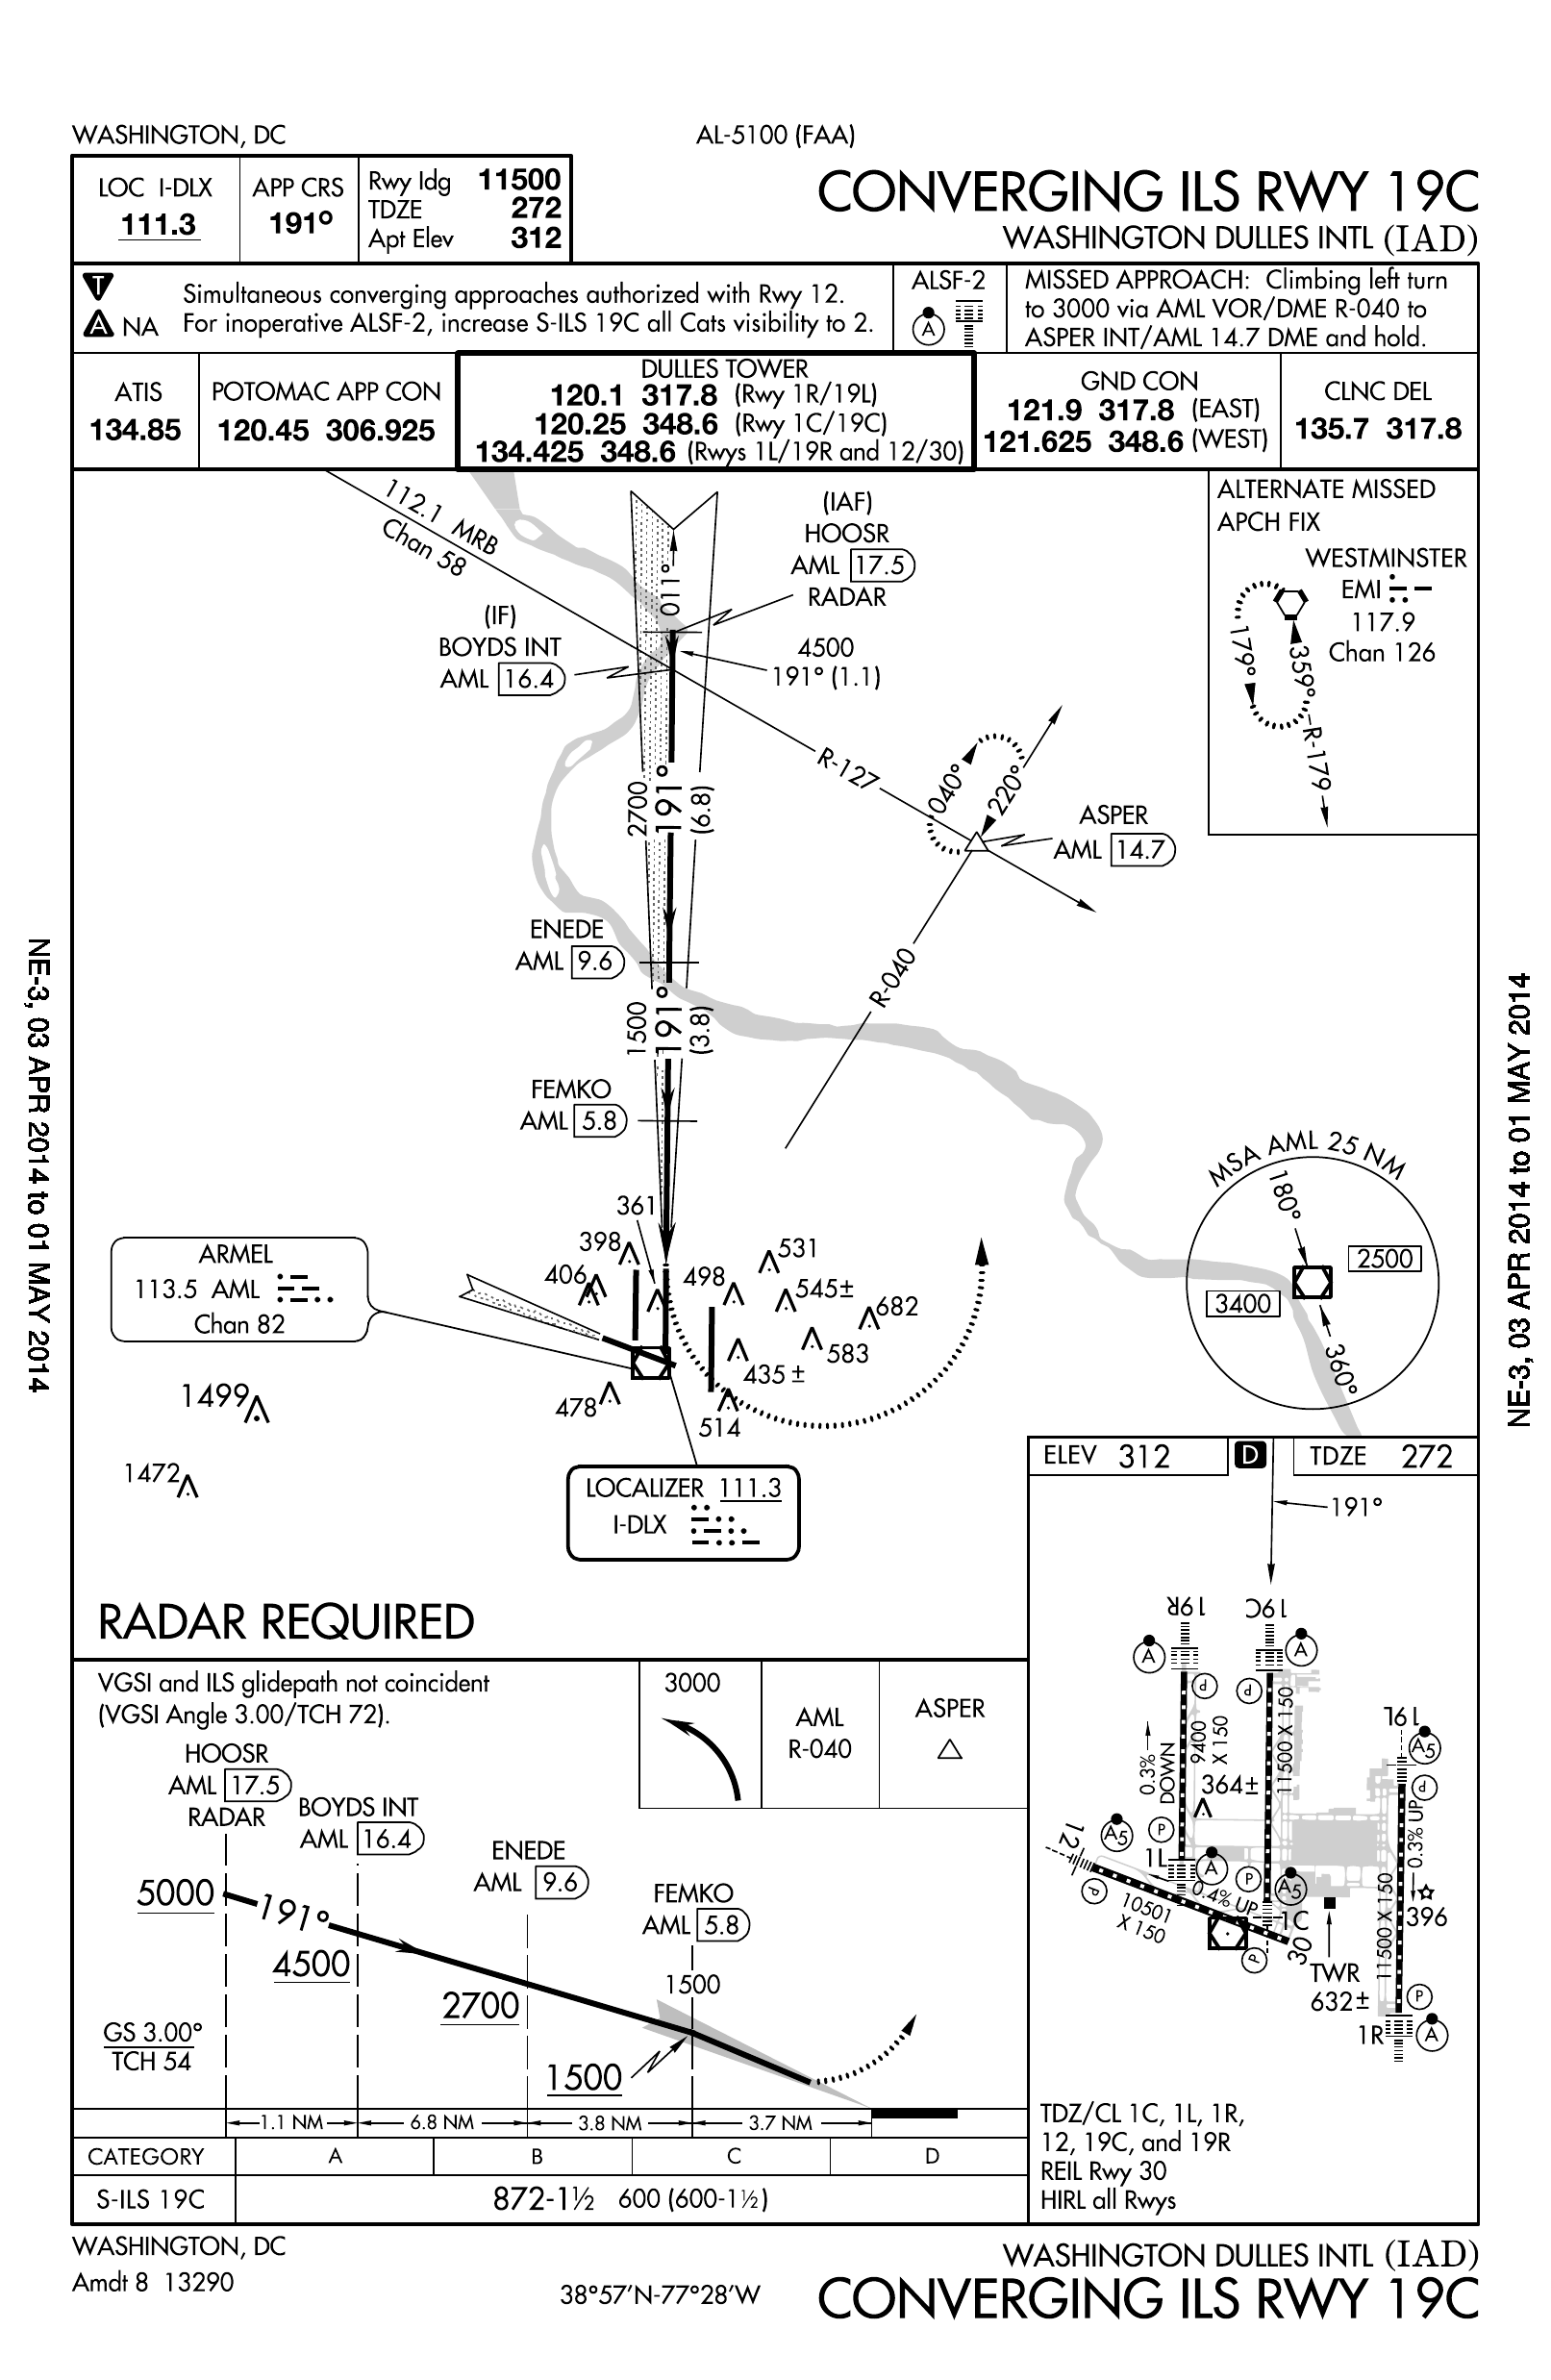 WASHINGTON, DC
AL-5100 (FAA)
CONVERGING ILS RWY 19C
WASHINGTON DULLES INTL (IAD)
LOC I-DLX
111.3
APP CRS
191°
Rwy ldg 11500
TDZE 272
Apt Elev 312
T
A NA
Simultaneous converging approaches authorized with Rwy 12.
For inoperative ALSF-2, increase S-ILS 19C all Cats visibility to 2.
ALSF-2
A
MISSED APPROACH: Climbing left turn
to 3000 via AML VOR/DME R-040 to
ASPER INT/AML 14.7 DME and hold.
ATIS
134.85
POTOMAC APP CON
120.45 306.925
DULLES TOWER
120.1 317.8 (Rwy 1R/19L)
120.25 348.6 (Rwy 1C/19C)
134.425 348.6 (Rwys 1L/19R and 12/30)
GND CON
121.9 317.8 (EAST)
121.625 348.6 (WEST)
CLNC DEL
135.7 317.8
112.1 MRB
Chan 58
(IAF)
HOOSR
AML 17.5
RADAR
011°
(IF)
BOYDS INT
AML 16.4
4500
191° (1.1)
ALTERNATE MISSED
APCH FIX
WESTMINSTER
EMI
117.9
Chan 126
179°
359°
R-179
R-127
040°
220°
ASPER
AML 14.7
2700
191°
(6.8)
ENEDE
AML 9.6
R-040
1500
191°
(3.8)
FEMKO
AML 5.8
MSA AML 25 NM
180°
2500
3400
360°
361
398
406
498
531
545±
682
583
435±
478
514
1499
1472
ARMEL
113.5 AML
Chan 82
LOCALIZER 111.3
I-DLX
RADAR REQUIRED
ELEV 312
D
TDZE 272
191°
19R
19C
19L
A
A
A5
P
P
P
0.3%
DOWN
9400
X 150
11500 X 150
364±
12
A5
P
1L
A
P
A5
P
0.4% UP
10501
X 150
1C
30
P
TWR
632±
11500 X 150
0.3% UP
396
P
1R
A
TDZ/CL 1C, 1L, 1R,
12, 19C, and 19R
REIL Rwy 30
HIRL all Rwys
VGSI and ILS glidepath not coincident
(VGSI Angle 3.00/TCH 72).
3000
AML
R-040
ASPER
HOOSR
AML 17.5
RADAR
BOYDS INT
AML 16.4
ENEDE
AML 9.6
FEMKO
AML 5.8
5000
191°
4500
2700
1500
1500
GS 3.00°
TCH 54
1.1 NM
6.8 NM
3.8 NM
3.7 NM
CATEGORY A B C D
S-ILS 19C 872-1½ 600 (600-1½)
WASHINGTON, DC
Amdt 8 13290
38°57'N-77°28'W
WASHINGTON DULLES INTL (IAD)
CONVERGING ILS RWY 19C
NE-3, 03 APR 2014 to 01 MAY 2014
NE-3, 03 APR 2014 to 01 MAY 2014